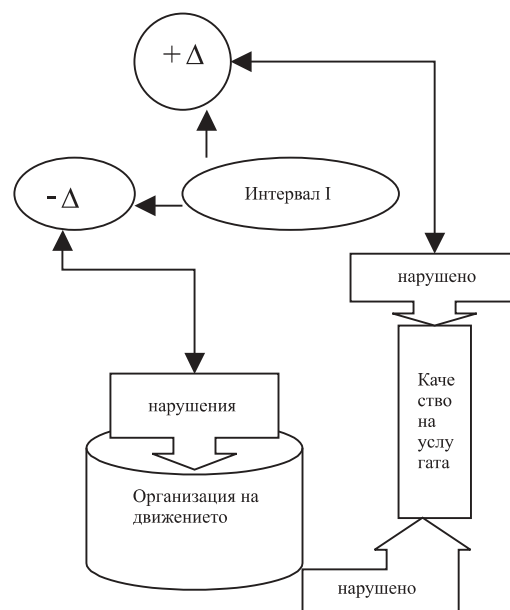 + Δ
- Δ
Интервал I
нарушено
нарушения
Каче
ство
на
услу
гата
Организация на
движението
нарушено